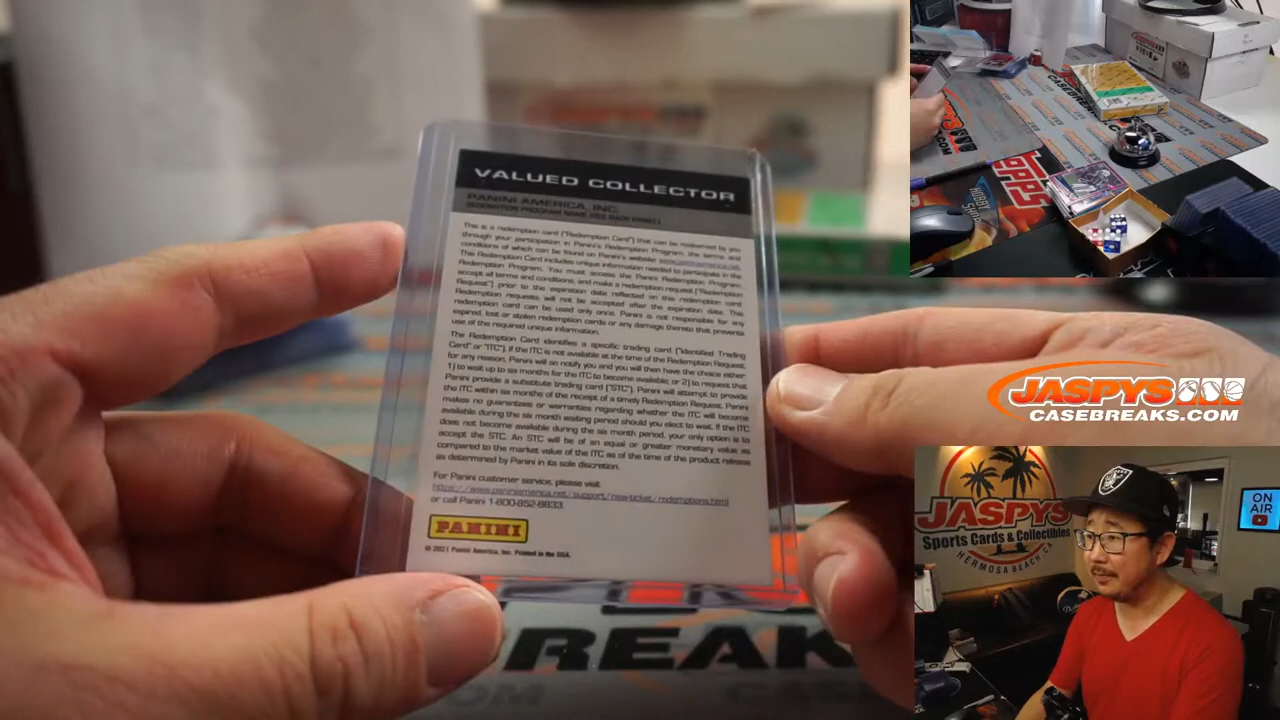 VALUED COLLECTOR
PANINI AMERICA, INC.
This is a redemption card ("Redemption Card") that can be redeemed by you
through your participation in Panini's Redemption Program, the terms and
conditions of which can be found on Panini's website
This Redemption Card includes unique information needed to participate in the
Redemption Program. You must access the Panini Redemption Program,
accept all terms and conditions, and make a redemption request ("Redemption
Request") prior to the expiration date reflected on this redemption card.
Redemption requests will not be accepted after the expiration date. This
redemption card can be used only once. Panini is not responsible for any
expired, lost or stolen redemption cards or any damage thereto that prevents
use of the required unique information.
The Redemption Card identifies a specific trading card ("Identified Trading
Card" or "ITC"). If the ITC is not available at the time of the Redemption Request,
for any reason, Panini will so notify you and you will then have the choice either
1) to wait up to six months for the ITC to become available; or 2) to request that
Panini provide a substitute trading card ("STC"). Panini will attempt to provide
the ITC within six months of the receipt of a timely Redemption Request. Panini
makes no guarantees or warranties regarding whether the ITC will become
available during the six month waiting period should you elect to wait. If the ITC
does not become available during the six month period, your only option is to
accept the STC. An STC will be of an equal or greater monetary value as
compared to the market value of the ITC as of the time of the product release
as determined by Panini in its sole discretion.
For Panini customer service, please visit
https://www.paniniamerica.net/support/new-ticket/redemptions.html
or call Panini 1-800-852-8833.
PANINI
© 2021 Panini America, Inc. Printed in the USA.
BREAK
JASPYS
CASEBREAKS.COM
JASPYS
TOPPS
HOBBY
JASPYS
Sports Cards & Collectibles
HERMOSA BEACH, CA
RAIDERS
ON
AIR